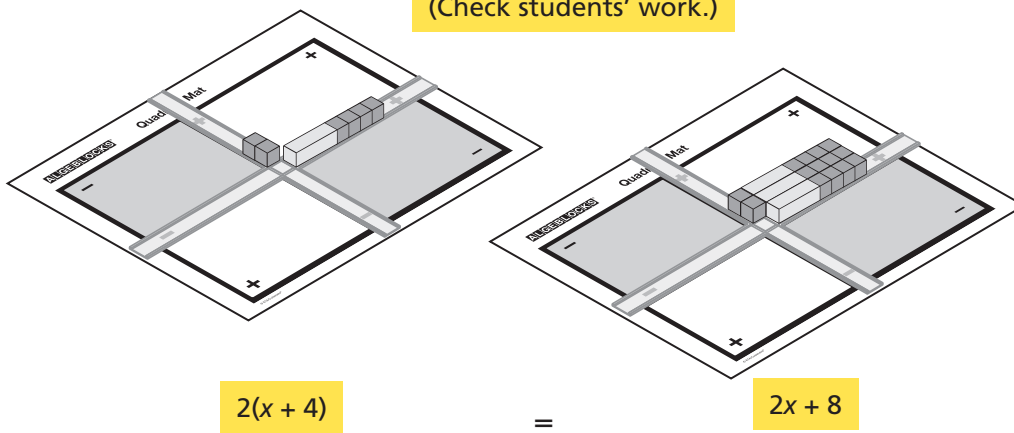 (Check students' work.)
ALGEBLOCKS
Quad Mat
+
+
+
−
−
−
−
+
ALGEBLOCKS
Quad Mat
+
+
+
−
−
−
−
+
2(x + 4)
=
2x + 8